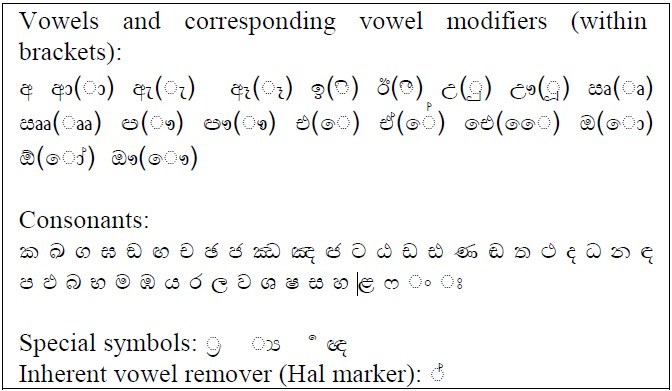 Vowels and corresponding vowel modifiers (within
brackets):
අ ආ(ා) ඇ(ැ) ඈ(ෑ) ඉ(ි) ඊ(ී) උ(ු) ඌ(ූ) ඍ(ෘ)
ඎ(ෲ) ඏ(ෟ) ඐ(ෳ) එ(ෙ) ඒ(ේ) ඓ(ෛ) ඔ(ො)
ඕ(ෝ) ඖ(ෞ)
Consonants:
ක ඛ ග ඝ ඞ ඟ ච ඡ ජ ඣ ඤ ඦ ට ඨ ඩ ඪ ණ ඬ ත ථ ද ධ න ඳ
ප ඵ බ භ ම ඹ ය ර ල ව ශ ෂ ස හ ළ ෆ ං ඃ
Special symbols: ්‍ර ්‍ය ර්‍ ඥ
Inherent vowel remover (Hal marker): ්